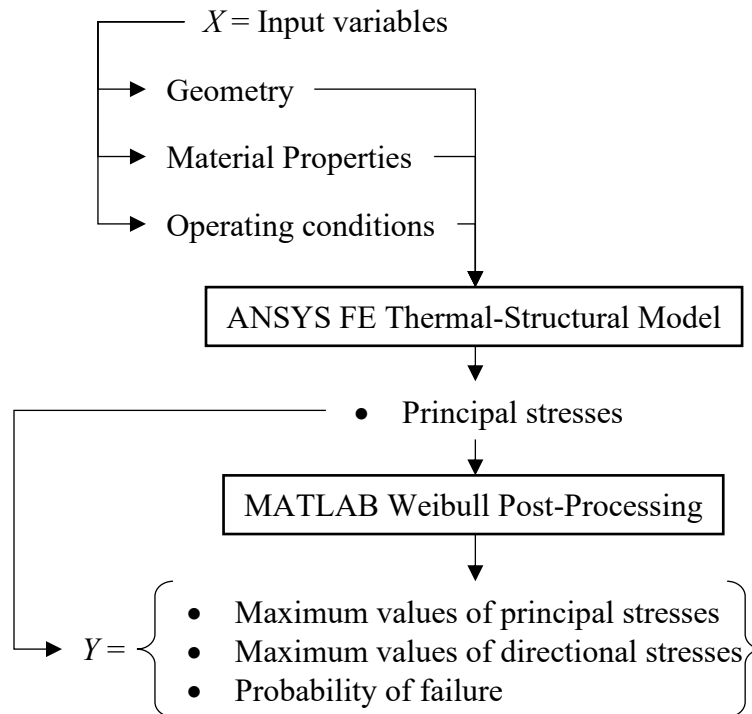 X = Input variables
Geometry
Material Properties
Operating conditions
ANSYS FE Thermal-Structural Model
• Principal stresses
MATLAB Weibull Post-Processing
• Maximum values of principal stresses
Y = • Maximum values of directional stresses
• Probability of failure